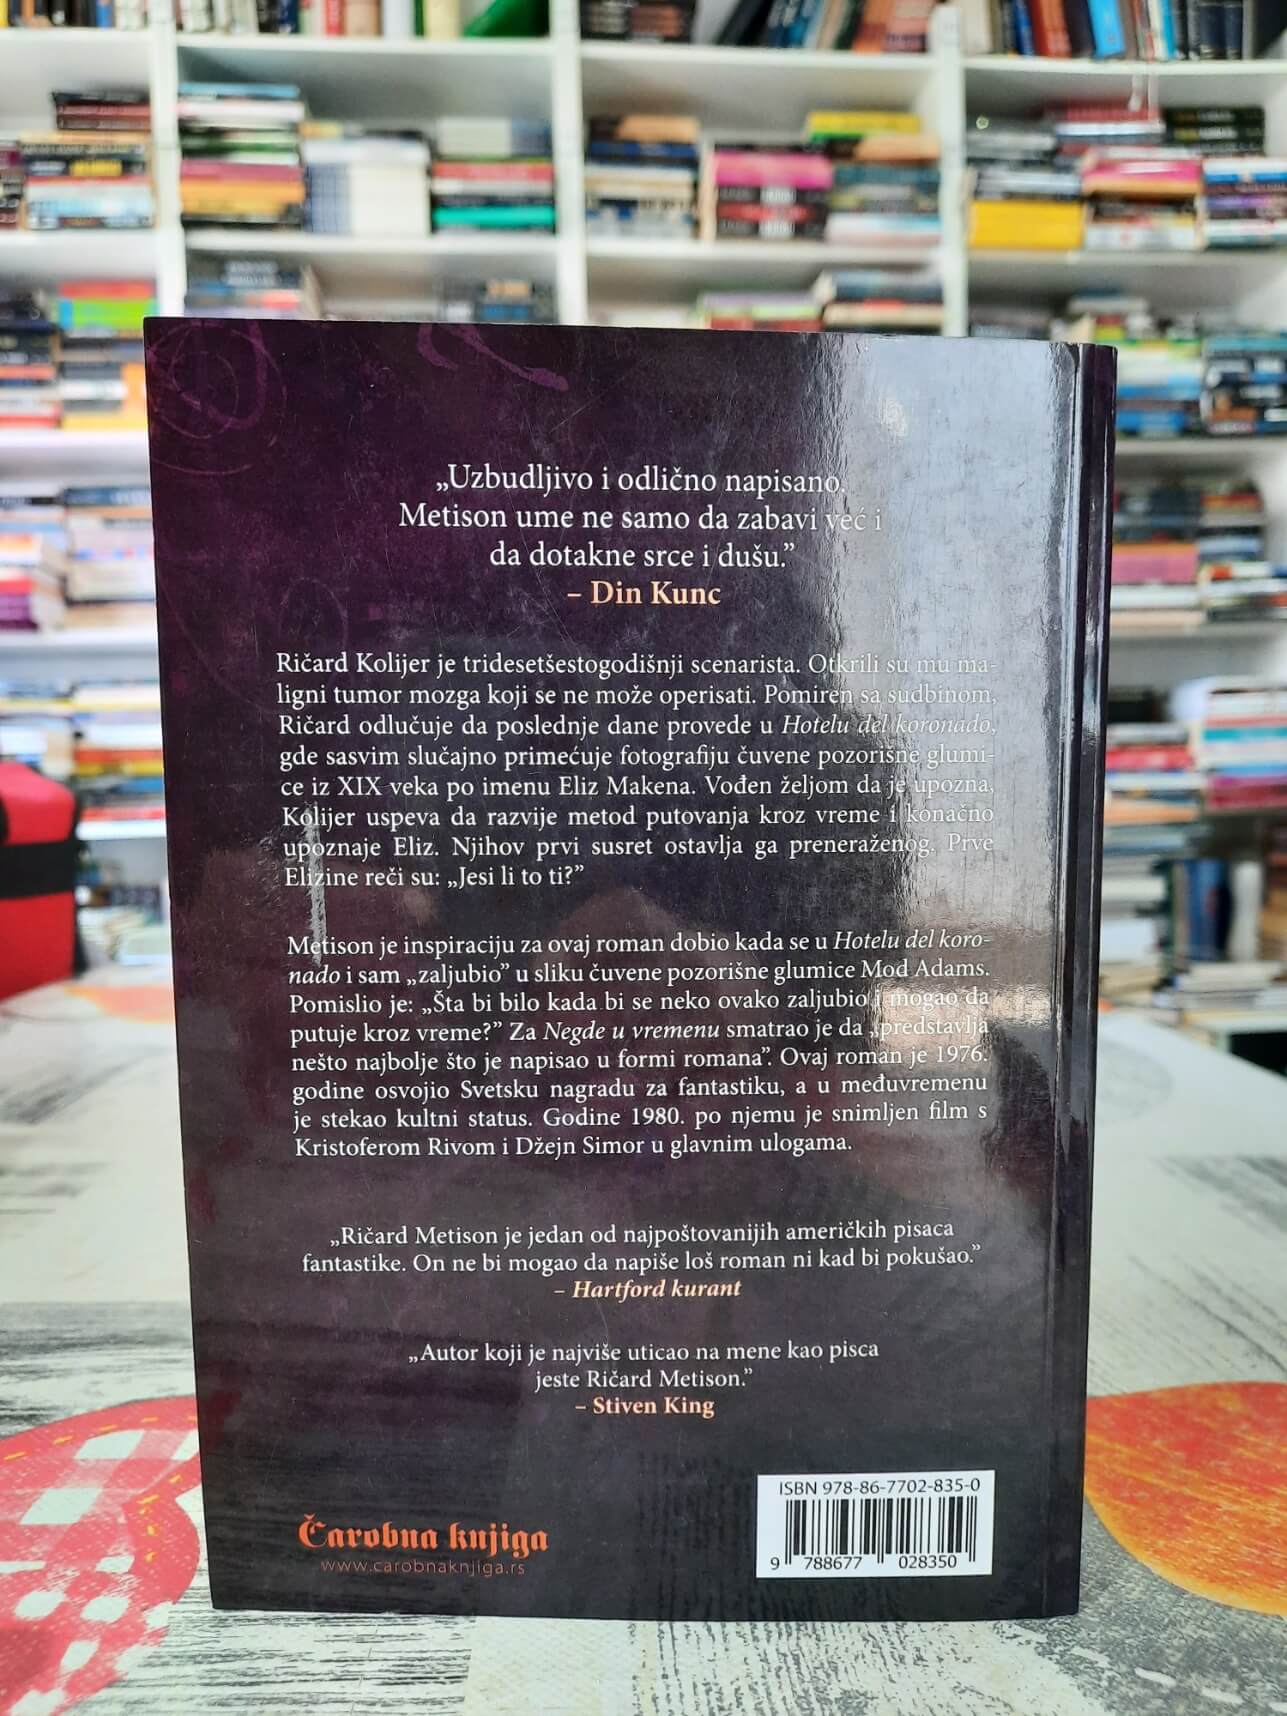 „Uzbudljivo i odlično napisano.
Metison ume ne samo da zabavi već i
da dotakne srce i dušu.”
– Din Kunc
Ričard Kolijer je tridesetšestogodišnji scenarista. Otkrili su mu ma-
ligni tumor mozga koji se ne može operisati. Pomiren sa sudbinom,
Ričard odlučuje da poslednje dane provede u Hotelu del koronado,
gde sasvim slučajno primećuje fotografiju čuvene pozorišne glumi-
ce iz XIX veka po imenu Eliz Makena. Vođen željom da je upozna,
Kolijer uspeva da razvije metod putovanja kroz vreme i konačno
upoznaje Eliz. Njihov prvi susret ostavlja ga preneraženog. Prve
Elizine reči su: „Jesi li to ti?”
Metison je inspiraciju za ovaj roman dobio kada se u Hotelu del koro-
nado i sam „zaljubio” u sliku čuvene pozorišne glumice Mod Adams.
Pomislio je: „Šta bi bilo kada bi se neko ovako zaljubio i mogao da
putuje kroz vreme?” Za Negde u vremenu smatrao je da „predstavlja
nešto najbolje što je napisao u formi romana”. Ovaj roman je 1976.
godine osvojio Svetsku nagradu za fantastiku, a u međuvremenu
je stekao kultni status. Godine 1980. po njemu je snimljen film s
Kristoferom Rivom i Džejn Simor u glavnim ulogama.
„Ričard Metison je jedan od najpoštovanijih američkih pisaca
fantastike. On ne bi mogao da napiše loš roman ni kad bi pokušao.”
– Hartford kurant
„Autor koji je najviše uticao na mene kao pisca
jeste Ričard Metison.”
– Stiven King
ISBN 978-86-7702-835-0
9 788677 028350
Čarobna knjiga
www.carobnaknjiga.rs